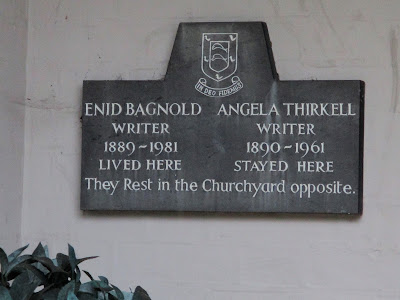 IN DEO FIDEMUS
ENID BAGNOLD ANGELA THIRKELL
WRITER WRITER
1889-1981 1890-1961
LIVED HERE STAYED HERE
They Rest in the Churchyard opposite.